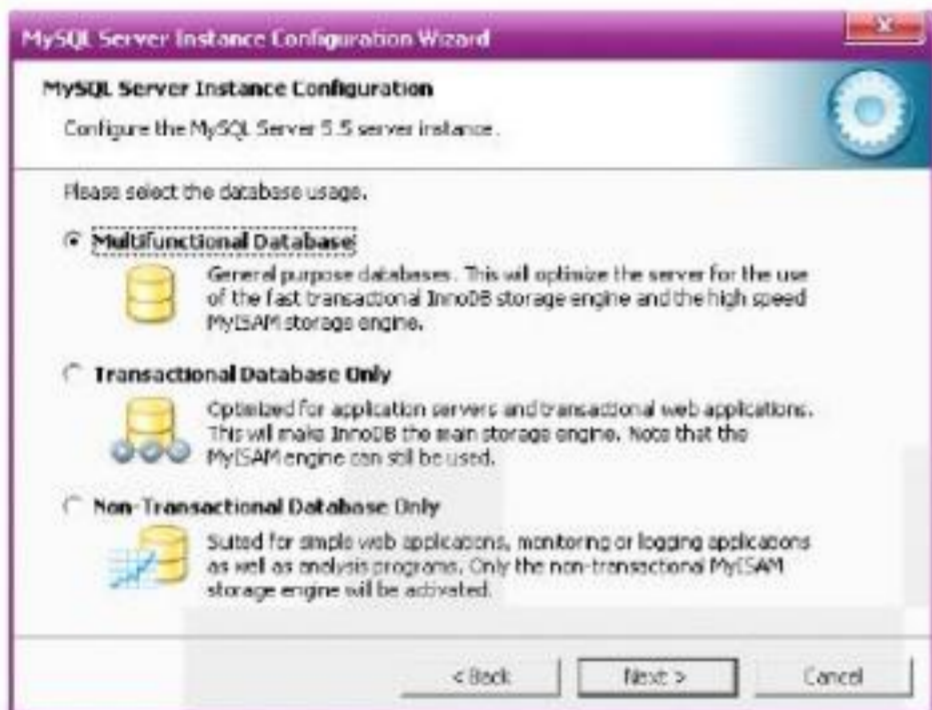 MySQL Server Instance Configuration Wizard
MySQL Server Instance Configuration
Configure the MySQL Server 5.5 server instance.
Please select the database usage.
Multifunctional Database
General purpose databases. This will optimize the server for the use
of the fast transactional InnoDB storage engine and the high speed
MyISAM storage engine.
Transactional Database Only
Optimized for application servers and transactional web applications.
This will make InnoDB the main storage engine. Note that the
MyISAM engine can still be used.
Non-Transactional Database Only
Suited for simple web applications, monitoring or logging applications
as well as analysis programs. Only the non-transactional MyISAM
storage engine will be activated.
< Back
Next >
Cancel